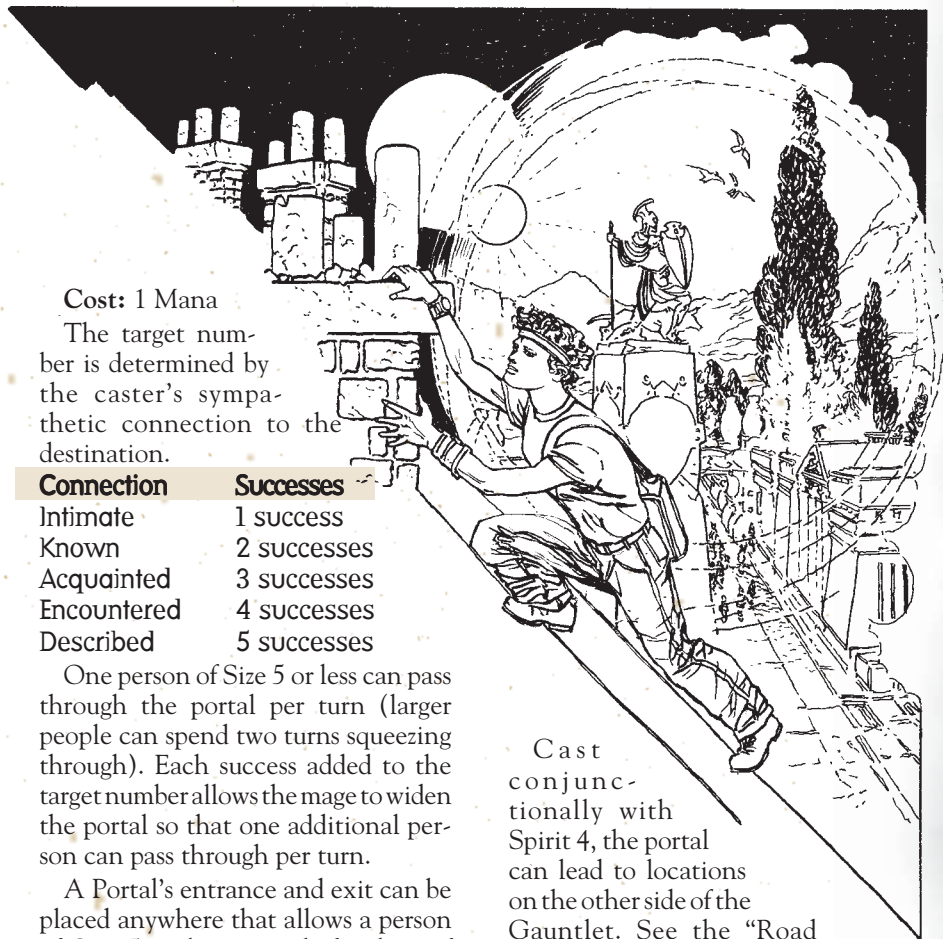 Cost: 1 Mana
The target num-
ber is determined by
the caster's sympa-
thetic connection to the
destination.
Connection Successes
Intimate 1 success
Known 2 successes
Acquainted 3 successes
Encountered 4 successes
Described 5 successes
One person of Size 5 or less can pass
through the portal per turn (larger
people can spend two turns squeezing
through). Each success added to the
target number allows the mage to widen
the portal so that one additional per-
son can pass through per turn.
A Portal's entrance and exit can be
placed anywhere that allows a person
Cast
conjunc-
tionally with
Spirit 4, the portal
can lead to locations
on the other side of the
Gauntlet. See the "Road